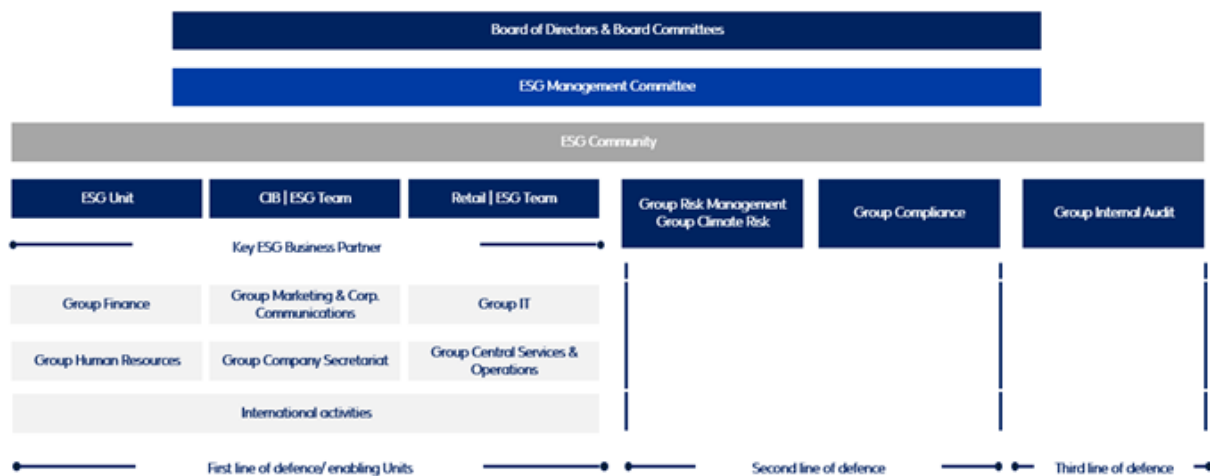 Board of Directors & Board Committees
ESG Management Committee
ESG Community
ESG Unit
CIB | ESG Team
Retail | ESG Team
Group Risk Management
Group Climate Risk
Group Compliance
Group Internal Audit
Key ESG Business Partner
Group Finance
Group Marketing & Corp.
Communications
Group IT
Group Human Resources
Group Company Secretariat
Group Central Services &
Operations
International activities
First line of defence/ enabling Units
Second line of defence
Third line of defence